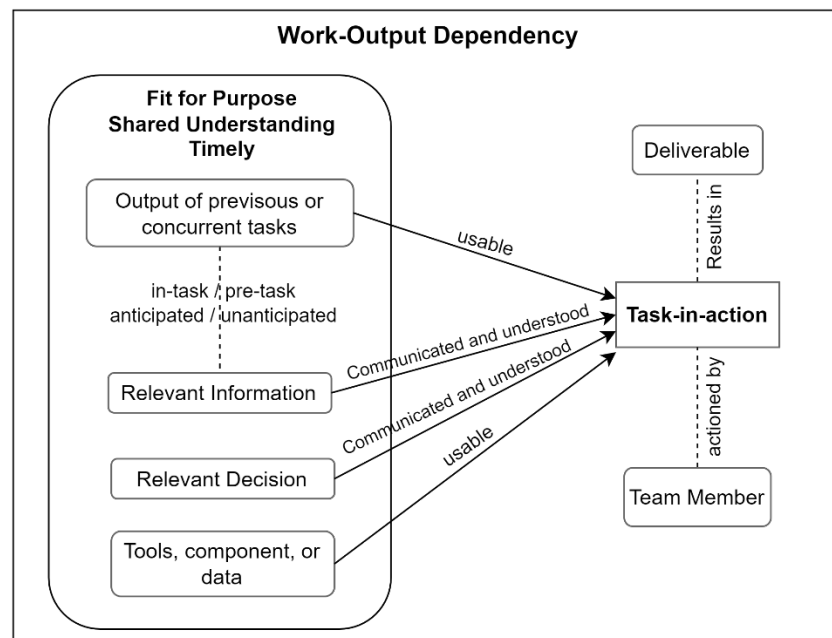 Work-Output Dependency
Fit for Purpose
Shared Understanding
Timely
Output of previsous or
concurrent tasks
in-task / pre-task
anticipated / unanticipated
Relevant Information
Relevant Decision
Tools, component, or
data
usable
Communicated and understood
Communicated and understood
usable
Deliverable
Results in
Task-in-action
actioned by
Team Member